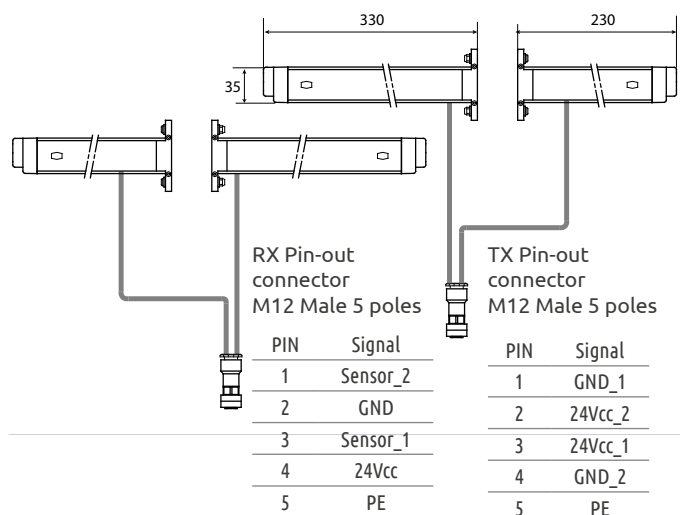 330
230
35
RX Pin-out
connector
M12 Male 5 poles
PIN Signal
1 Sensor_2
2 GND
3 Sensor_1
4 24Vcc
5 PE
TX Pin-out
connector
M12 Male 5 poles
PIN Signal
1 GND_1
2 24Vcc_2
3 24Vcc_1
4 GND_2
5 PE